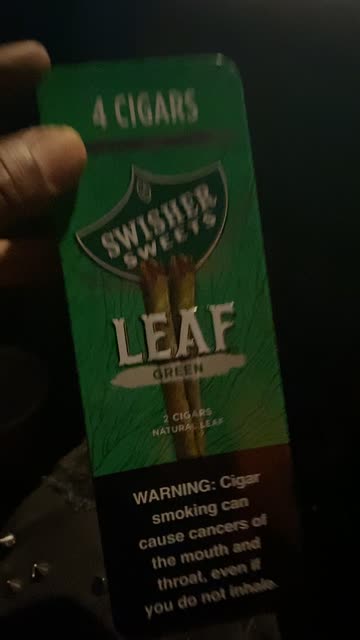 4 CIGARS
SWISHER
SWEETS
LEAF
GREEN
2 CIGARS
NATURAL LEAF
WARNING: Cigar
smoking can
cause cancers of
the mouth and
throat, even if
you do not inhale.